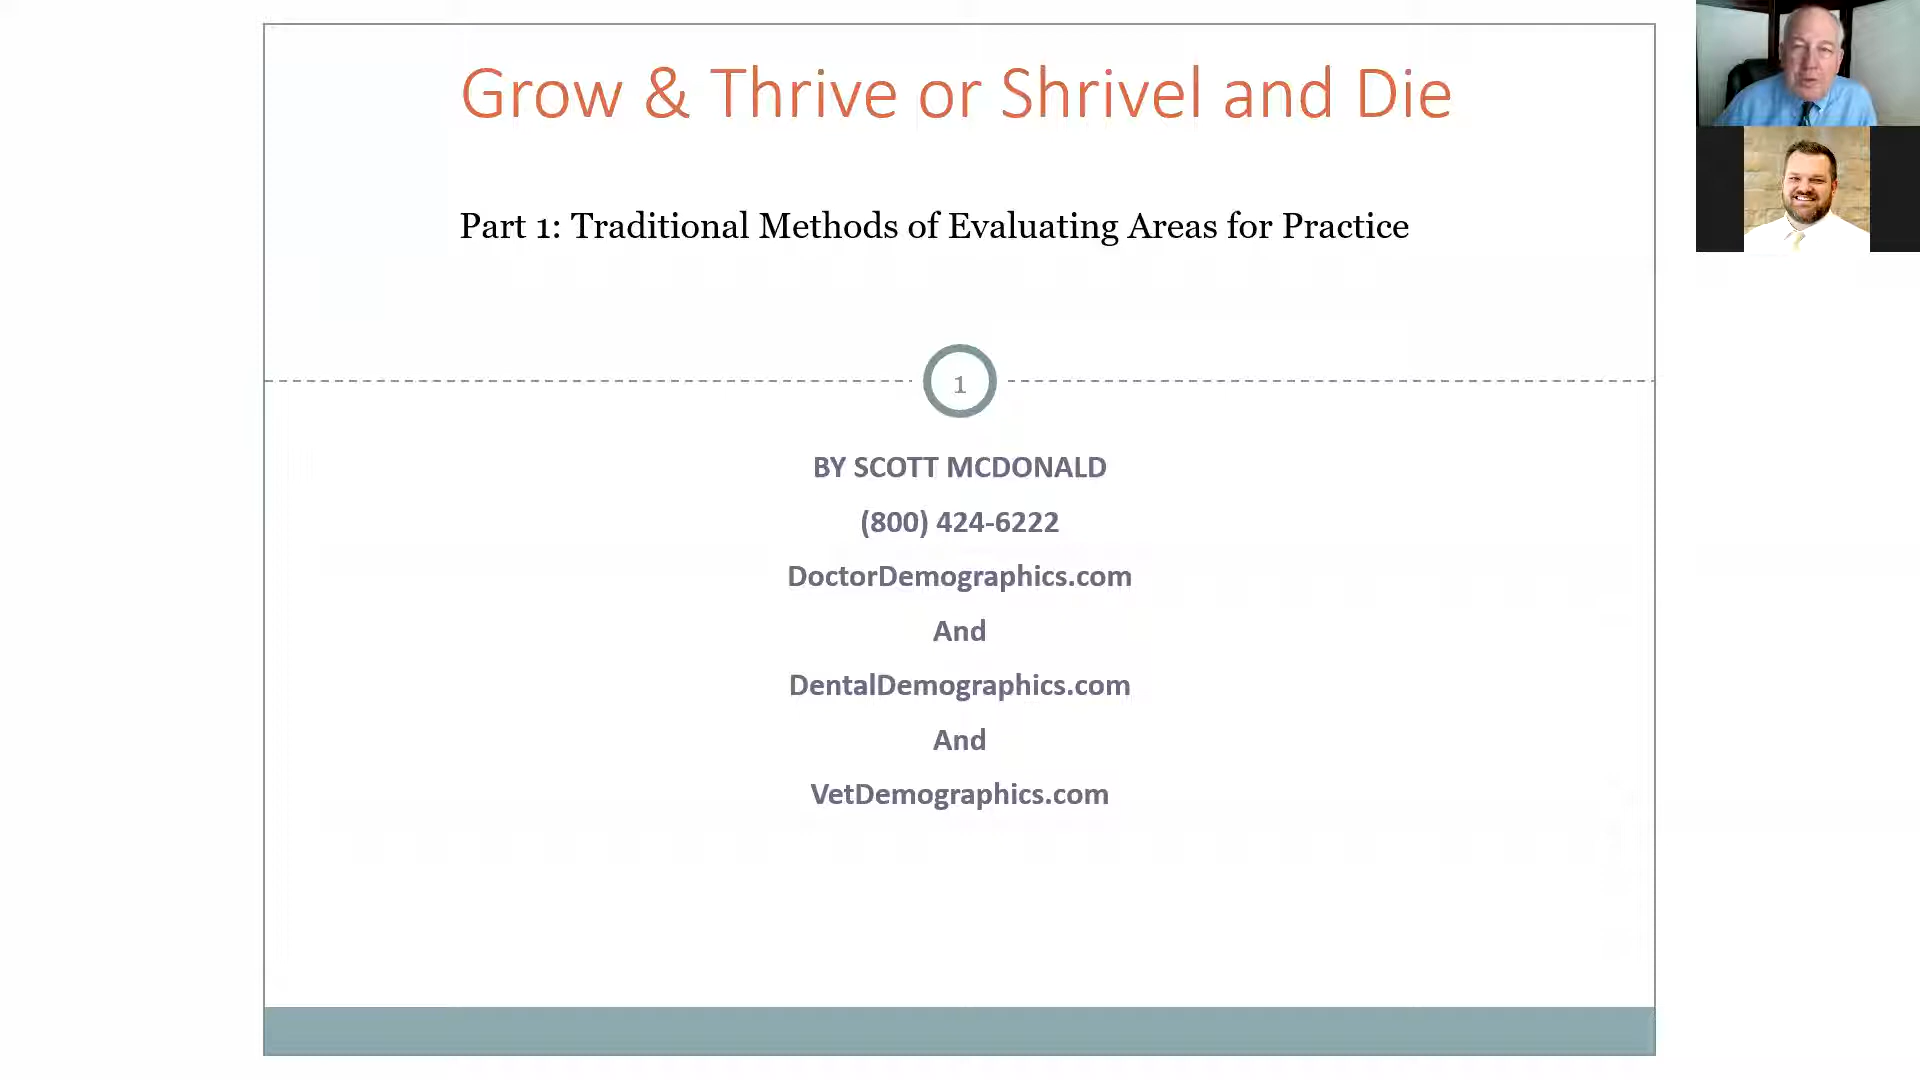 Grow & Thrive or Shrivel and Die
Part 1: Traditional Methods of Evaluating Areas for Practice
1
BY SCOTT MCDONALD
(800) 424-6222
DoctorDemographics.com
And
DentalDemographics.com
And
VetDemographics.com